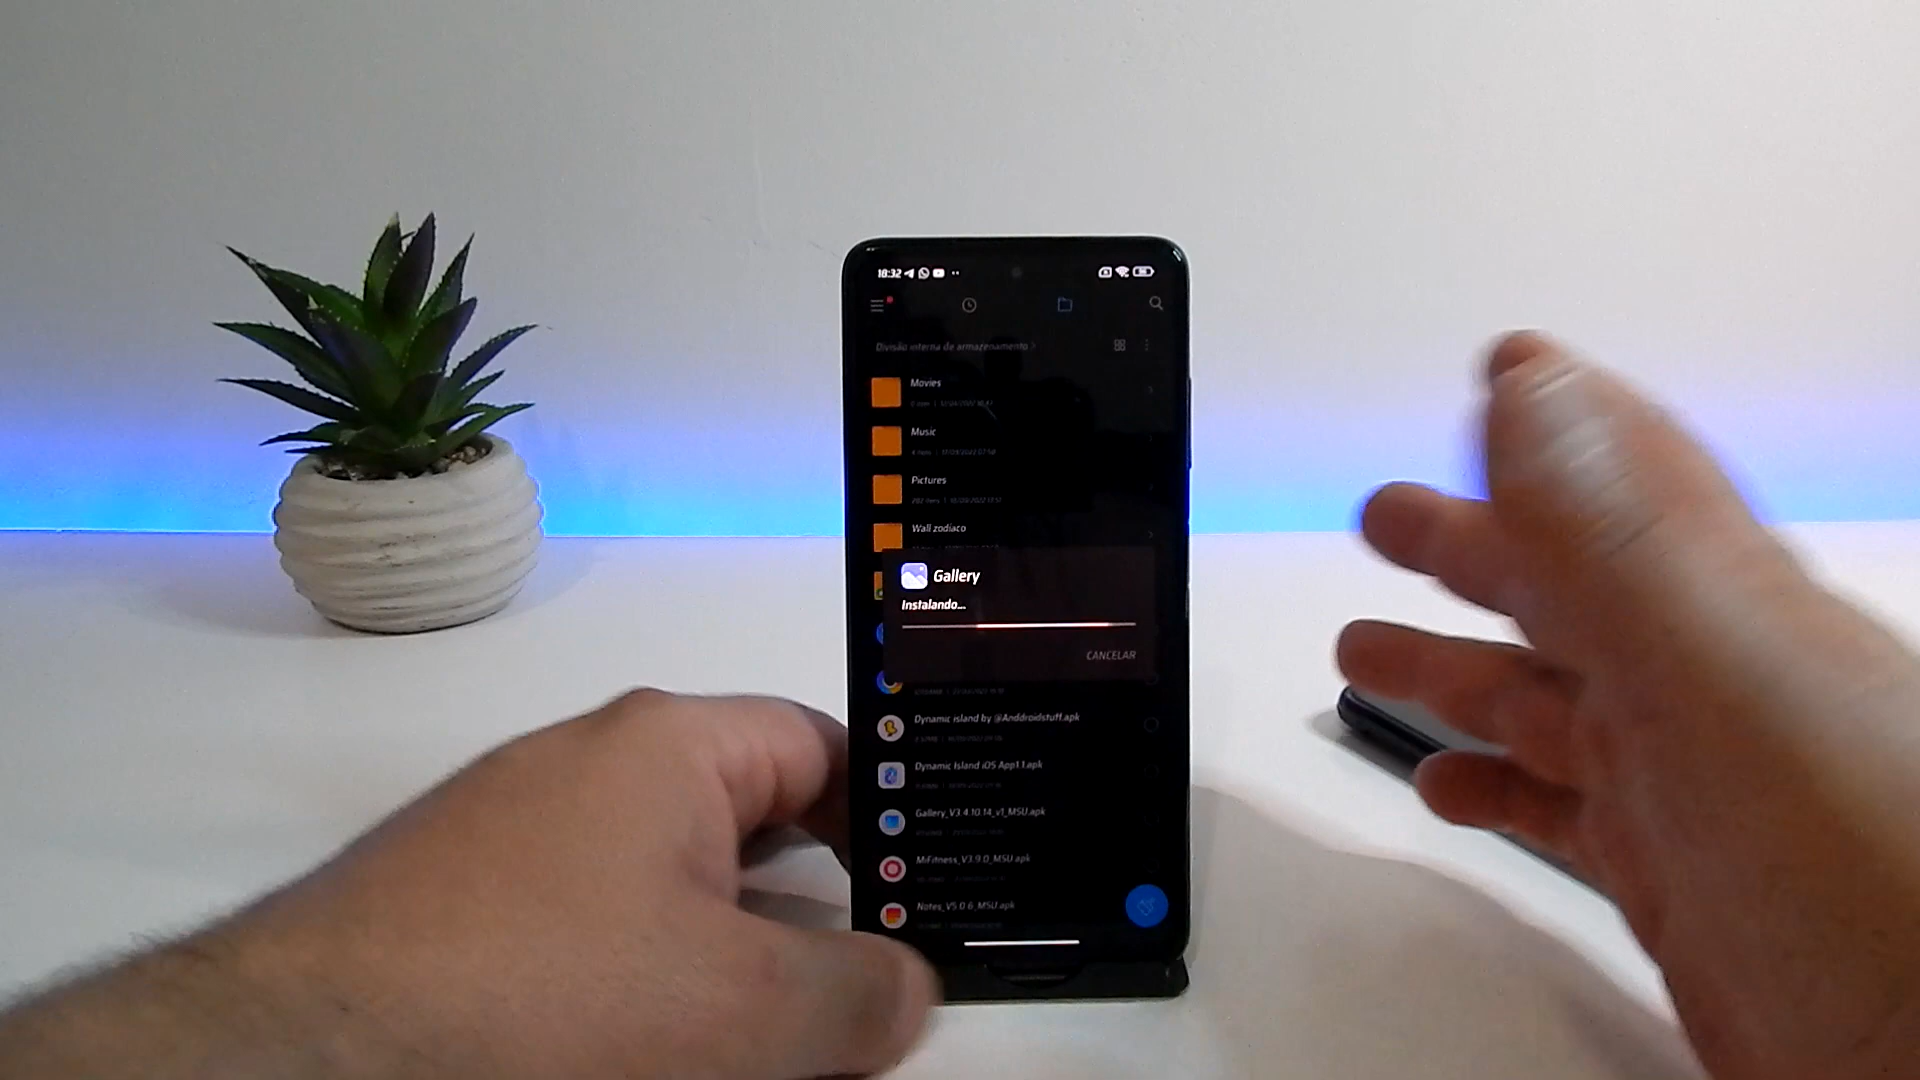 18:32
Divisão interna de armazenamento
Movies
Music
Pictures
Wall zodiaco
Gallery
Instalando...
CANCELAR
Dynamic island by @Anddroidstuff.apk
Dynamic Island iOS App1.1.apk
Gallery_V3.4.10.14_v1_MSU.apk
MiFitness_V3.9.0_MSU.apk
Notes_V5.0.6_MSU.apk